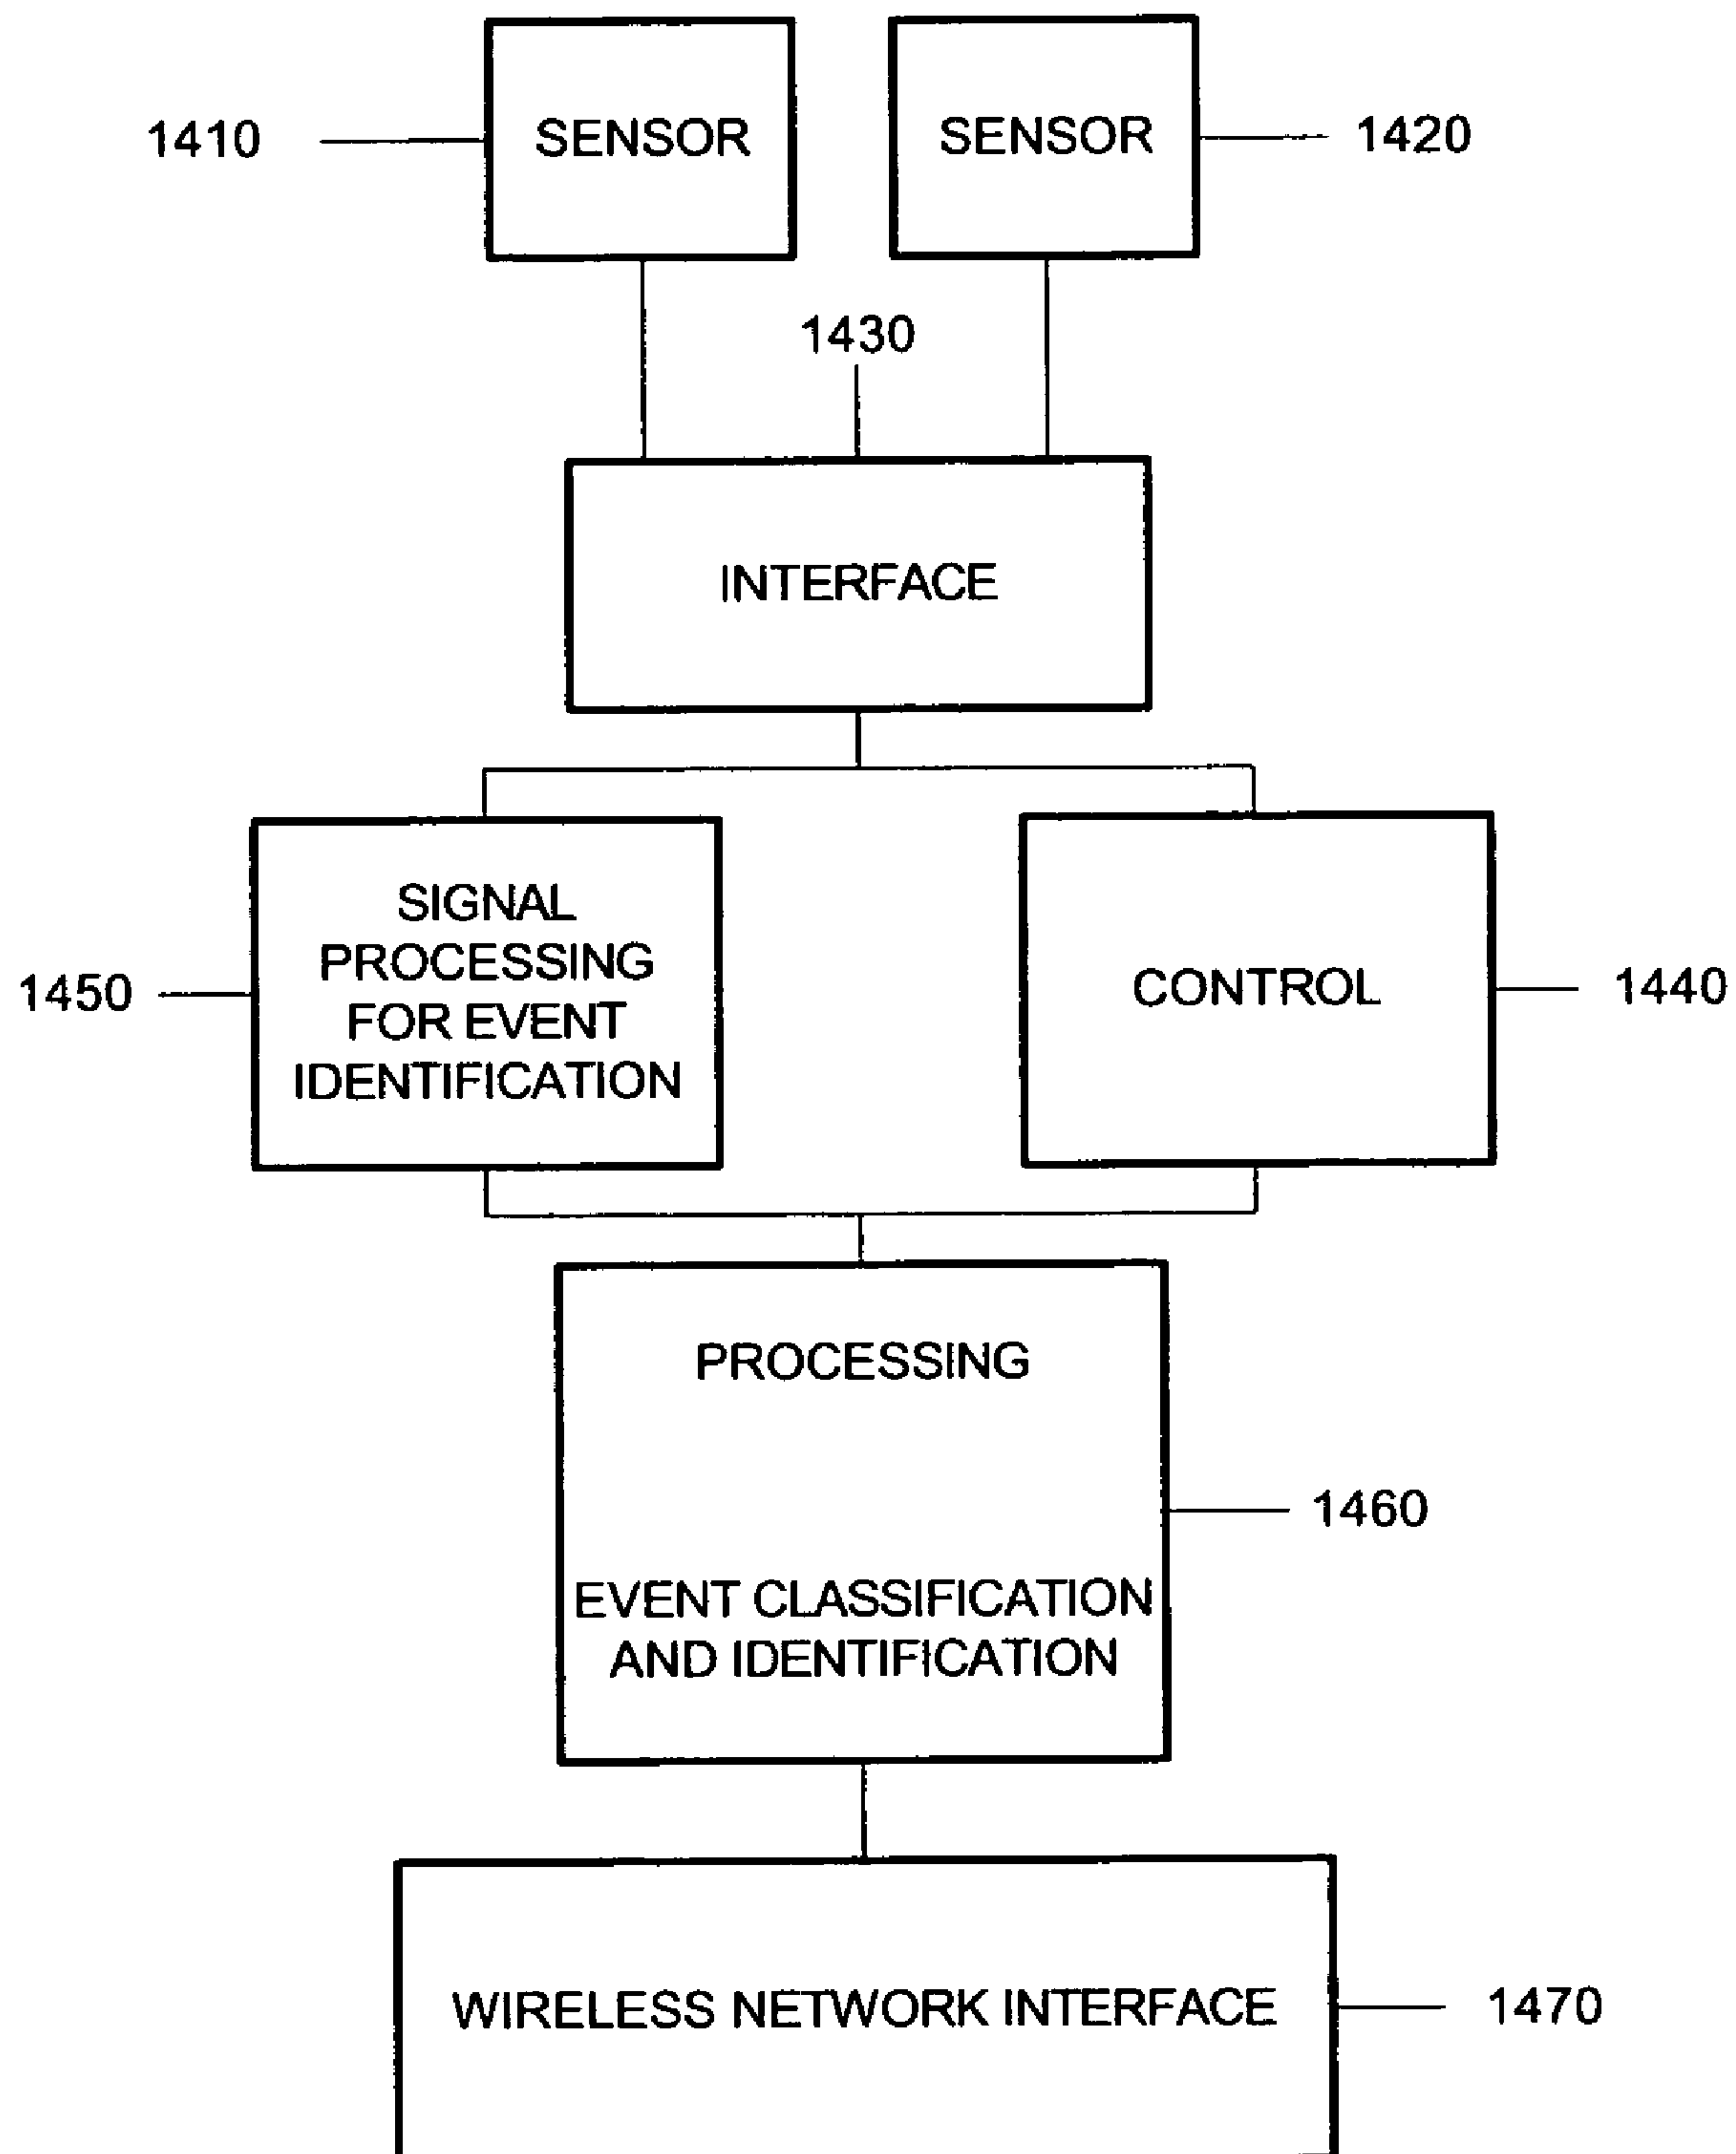 1410
SENSOR
SENSOR
1420
1430
INTERFACE
SIGNAL
PROCESSING
FOR EVENT
IDENTIFICATION
1450
CONTROL
1440
PROCESSING
1460
EVENT CLASSIFICATION
AND IDENTIFICATION
WIRELESS NETWORK INTERFACE
1470